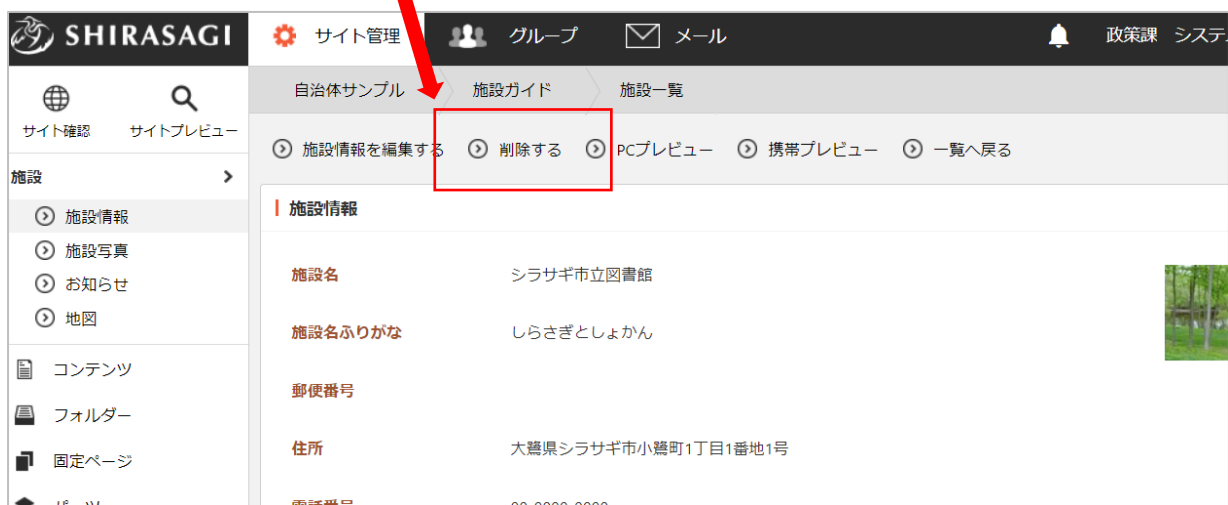 SHIRASAGI サイト管理 グループ メール 政策課 システ
自治体サンプル 施設ガイド 施設一覧
サイト確認 サイトプレビュー
施設情報を編集する 削除する PCプレビュー 携帯プレビュー 一覧へ戻る
施設
施設情報
施設写真
お知らせ
地図
コンテンツ
フォルダー
固定ページ
施設情報
施設名 シラサギ市立図書館
施設名ふりがな しらさぎとしょかん
郵便番号
住所 大鷺県シラサギ市小鷺町1丁目1番地1号